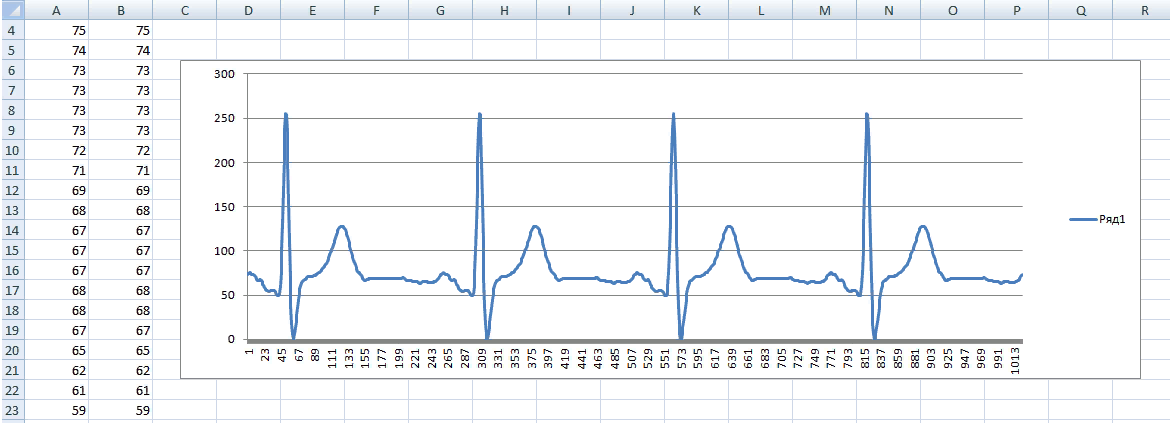 A B C D E F G H I J K L M N O P Q R
4 75 75
5 74 74
6 73 73
7 73 73
8 73 73
9 73 73
10 72 72
11 71 71
12 69 69
13 68 68
14 67 67
15 67 67
16 67 67
17 68 68
18 68 68
19 67 67
20 65 65
21 62 62
22 61 61
23 59 59
300
250
200
150
100
50
0
1 23 45 67 89 111 133 155 177 199 221 243 265 287 309 331 353 375 397 419 441 463 485 507 529 551 573 595 617 639 661 683 705 727 749 771 793 815 837 859 881 903 925 947 969 991 1013
Ряд1